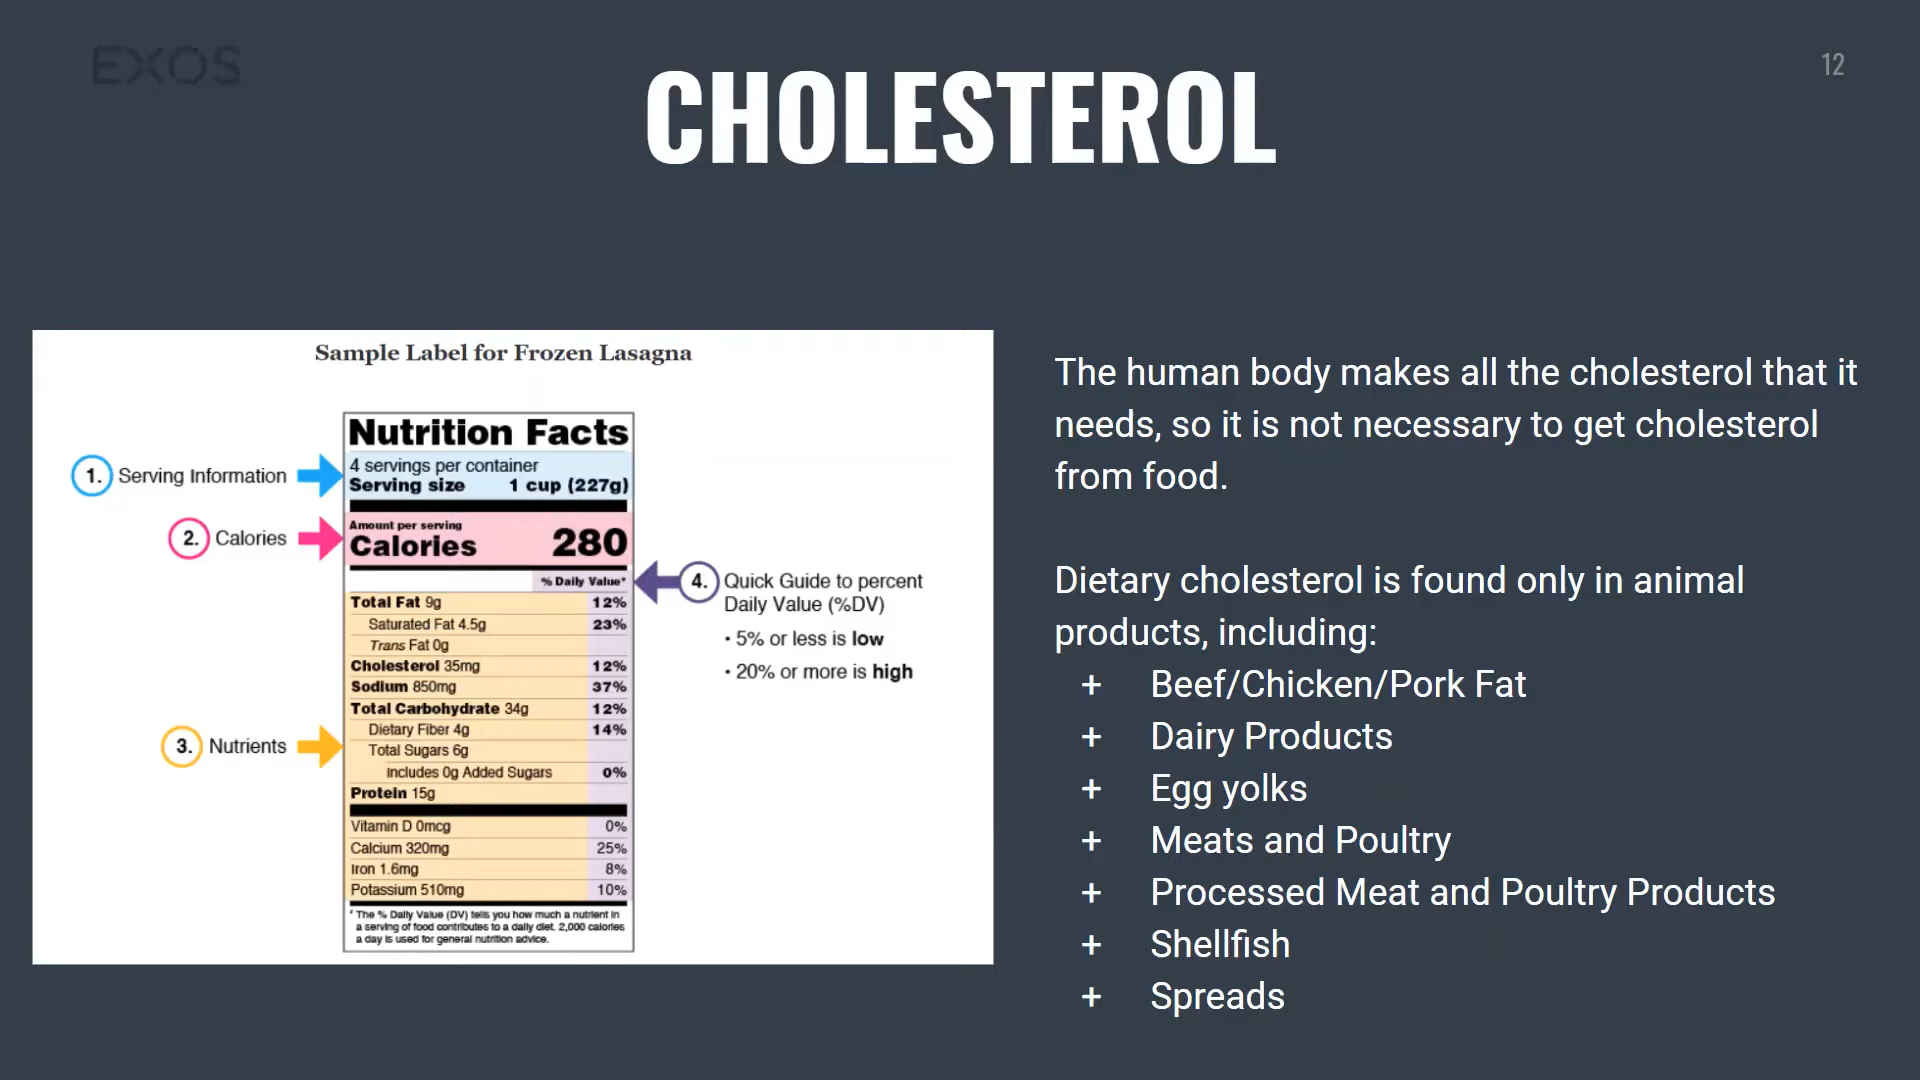 EXOS
12
CHOLESTEROL
Sample Label for Frozen Lasagna
Nutrition Facts
4 servings per container
Serving size 1 cup (227g)
1. Serving Information
Amount per serving
Calories 280
2. Calories
% Daily Value*
Total Fat 9g 12%
Saturated Fat 4.5g 23%
Trans Fat 0g
Cholesterol 35mg 12%
Sodium 850mg 37%
Total Carbohydrate 34g 12%
Dietary Fiber 4g 14%
Total Sugars 6g
Includes 0g Added Sugars 0%
Protein 15g
3. Nutrients
Vitamin D 0mcg 0%
Calcium 320mg 25%
Iron 1.6mg 8%
Potassium 510mg 10%
* The % Daily Value (DV) tells you how much a nutrient in
a serving of food contributes to a daily diet. 2,000 calories
a day is used for general nutrition advice.
4. Quick Guide to percent
Daily Value (%DV)
• 5% or less is low
• 20% or more is high
The human body makes all the cholesterol that it
needs, so it is not necessary to get cholesterol
from food.
Dietary cholesterol is found only in animal
products, including:
+ Beef/Chicken/Pork Fat
+ Dairy Products
+ Egg yolks
+ Meats and Poultry
+ Processed Meat and Poultry Products
+ Shellfish
+ Spreads